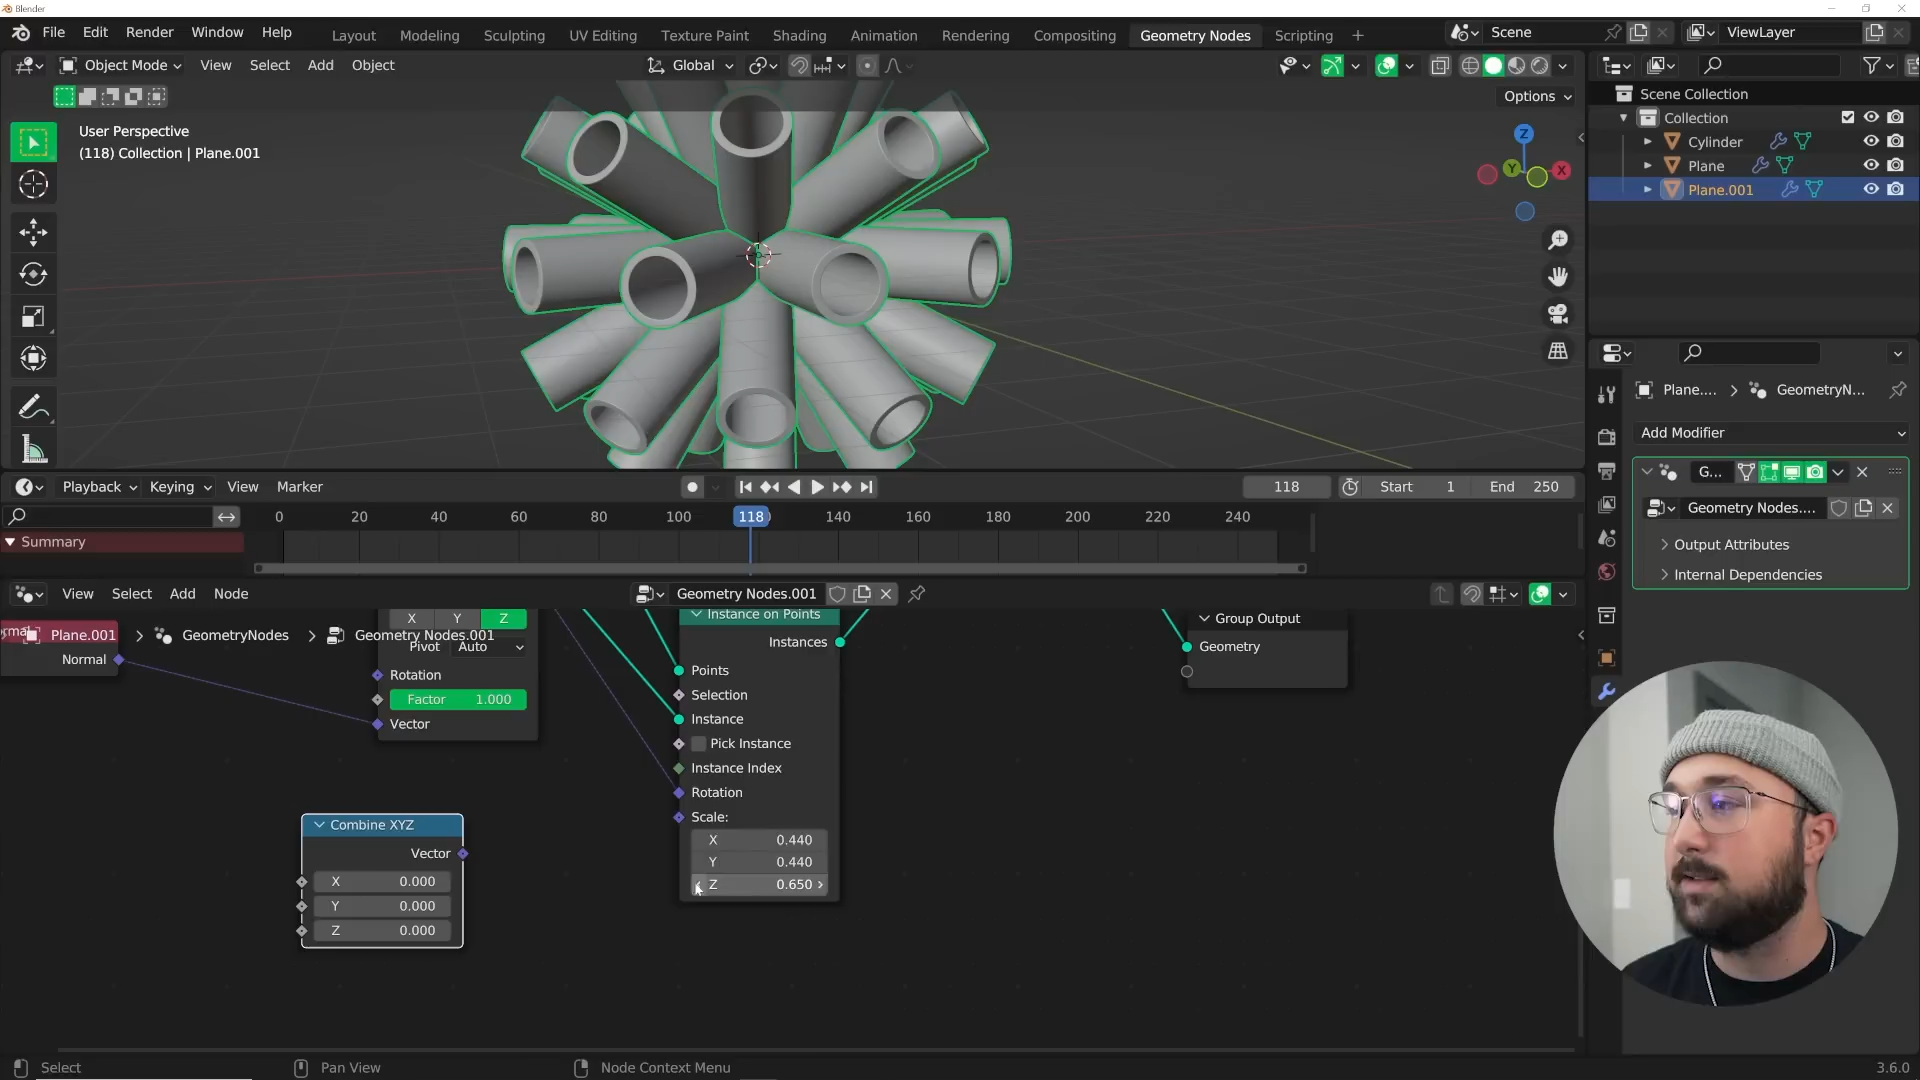 Blender
File Edit Render Window Help
Layout Modeling Sculpting UV Editing Texture Paint Shading Animation Rendering Compositing Geometry Nodes Scripting
Scene
ViewLayer
Object Mode View Select Add Object
Global
Options
User Perspective
(118) Collection | Plane.001
Z
Y
X
Scene Collection
Collection
Cylinder
Plane
Plane.001
Plane.... GeometryN...
Add Modifier
G...
Geometry Nodes....
Output Attributes
Internal Dependencies
Playback Keying View Marker
118 Start 1 End 250
0 20 40 60 80 100 118 140 160 180 200 220 240
Summary
View Select Add Node
Geometry Nodes.001
Plane.001 GeometryNodes Geometry Nodes.001
Normal
X Y Z
Pivot Auto
Rotation
Factor 1.000
Vector
Instance on Points
Instances
Points
Selection
Instance
Pick Instance
Instance Index
Rotation
Scale:
X 0.440
Y 0.440
Z 0.650
Group Output
Geometry
Combine XYZ
Vector
X 0.000
Y 0.000
Z 0.000
Select Pan View Node Context Menu
3.6.0